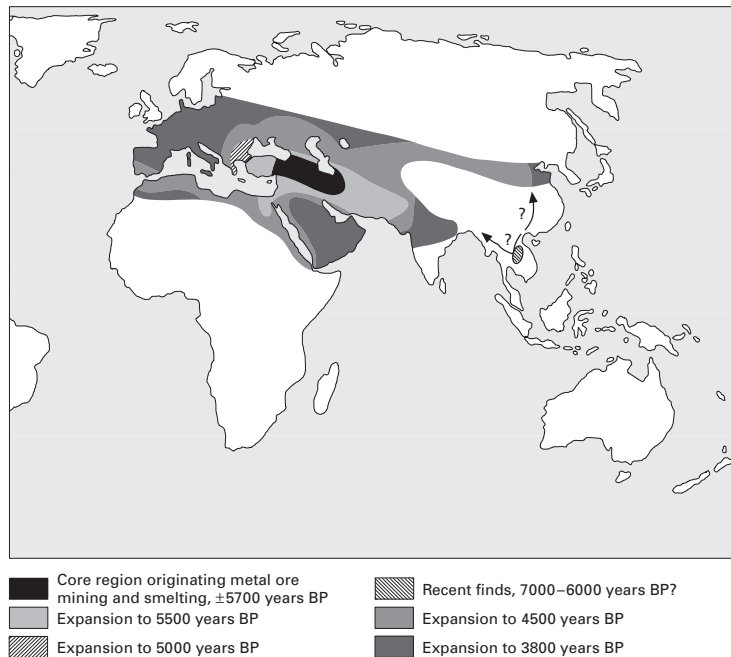 ?
?
Core region originating metal ore
mining and smelting, ±5700 years BP
Expansion to 5500 years BP
Expansion to 5000 years BP
Recent finds, 7000–6000 years BP?
Expansion to 4500 years BP
Expansion to 3800 years BP